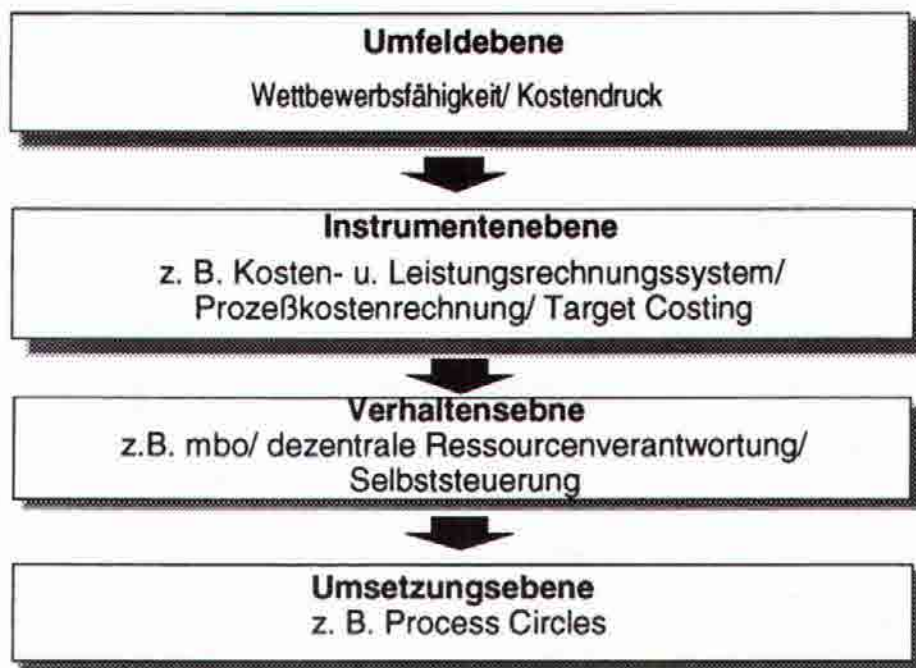 Umfeldebene
Wettbewerbsfähigkeit/ Kostendruck
Instrumentenebene
z. B. Kosten- u. Leistungsrechnungssystem/
Prozeßkostenrechnung/ Target Costing
Verhaltensebne
z.B. mbo/ dezentrale Ressourcenverantwortung/
Selbststeuerung
Umsetzungsebene
z. B. Process Circles